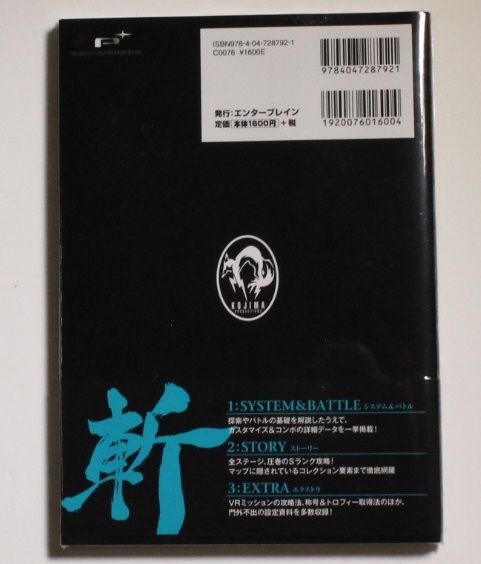 P+
ISBN978-4-04-728792-1
C0076 ¥1600E
9784047287921
発行:エンターブレイン
定価[本体1600円]+税
1920076016004
KOJIMA
PRODUCTIONS
斬
1:SYSTEM&BATTLE システム&バトル
探索やバトルの基礎を解説したうえで、
カスタマイズ&コンボの詳細データを一挙掲載!
2:STORY ストーリー
全ステージ、圧巻のSランク攻略!
マップに隠されているコレクション要素まで徹底網羅
3:EXTRA エクストラ
VRミッションの攻略法、称号&トロフィー取得法のほか、
門外不出の設定資料を多数収録!